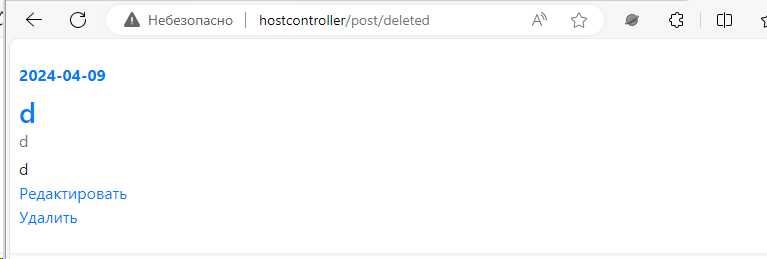 Небезопасно hostcontroller/post/deleted
2024-04-09
d
d
d
Редактировать
Удалить